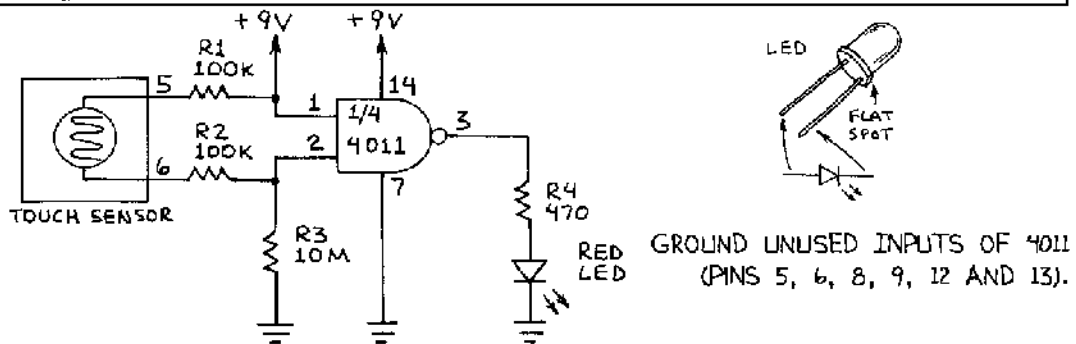 +9V +9V
R1
100K
5
1
14
1/4
4011
3
2
R2
100K
6
7
TOUCH SENSOR
R3
10M
R4
470
RED
LED
LED
FLAT
SPOT
GROUND UNUSED INPUTS OF 4011
(PINS 5, 6, 8, 9, 12 AND 13).